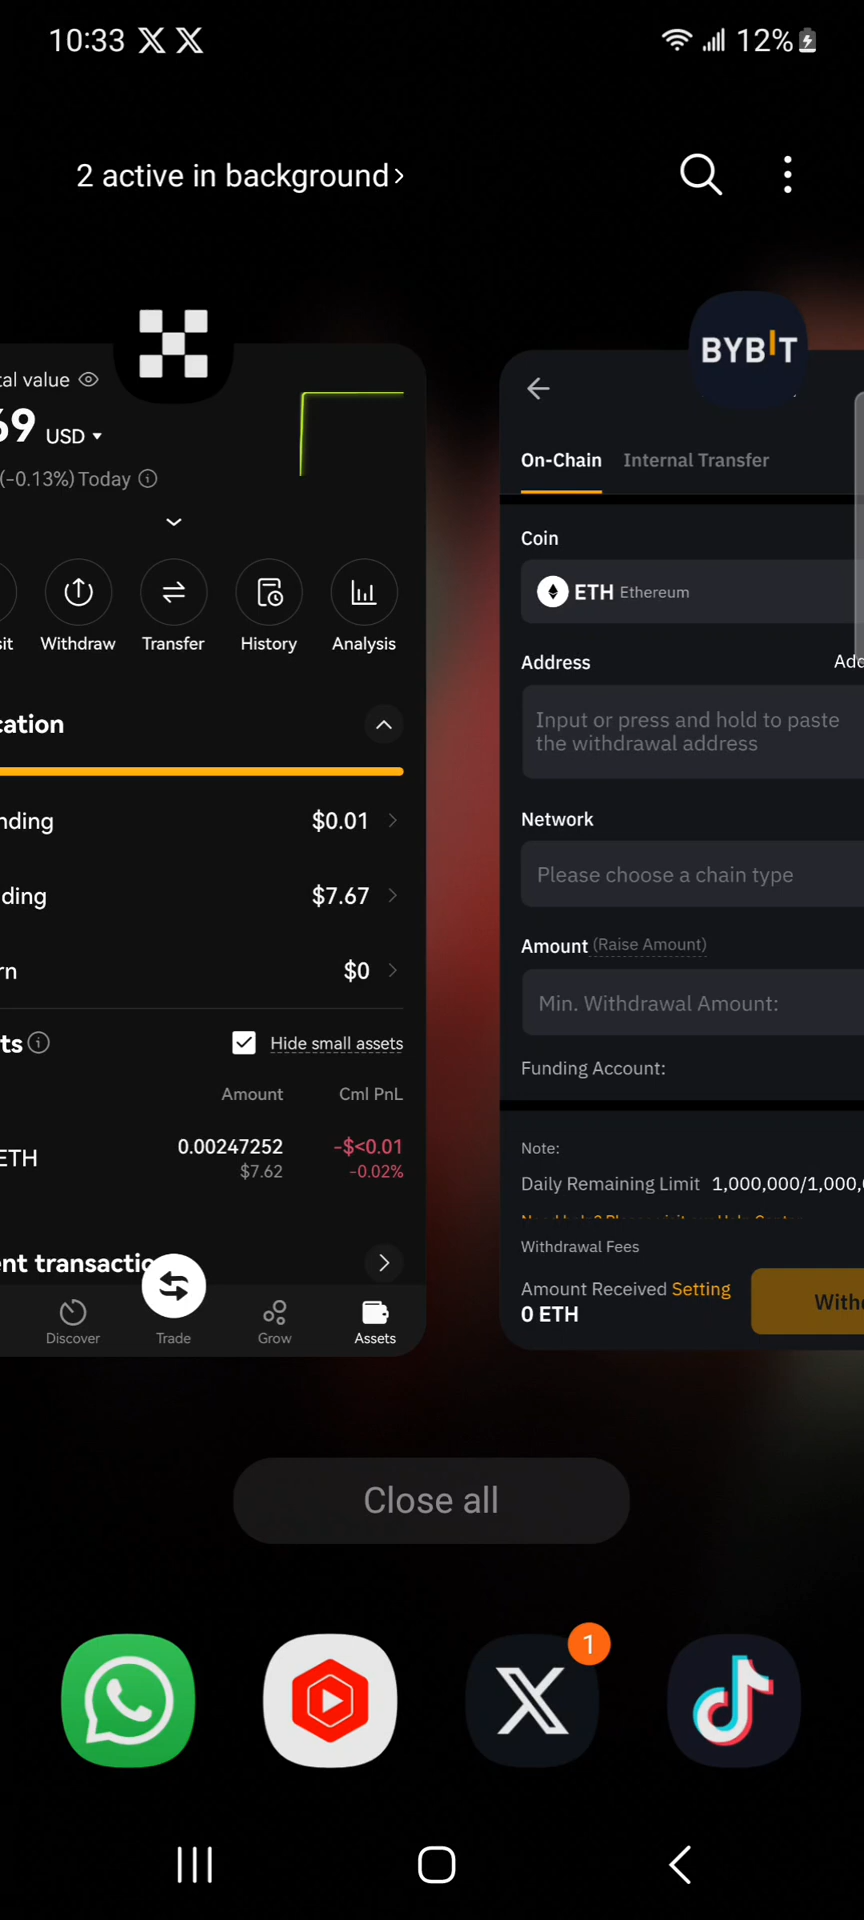 10:33
12%
2 active in background
tal value
69 USD
(-0.13%) Today
sit
Withdraw
Transfer
History
Analysis
cation
nding
$0.01
ding
$7.67
rn
$0
ts
Hide small assets
Amount
Cml PnL
ETH
0.00247252
-$<0.01
$7.62
-0.02%
nt transactio
Discover
Trade
Grow
Assets
BYBIT
On-Chain
Internal Transfer
Coin
ETH Ethereum
Address
Add
Input or press and hold to paste
the withdrawal address
Network
Please choose a chain type
Amount (Raise Amount)
Min. Withdrawal Amount:
Funding Account:
Note:
Daily Remaining Limit 1,000,000/1,000,
Withdrawal Fees
Amount Received Setting
0 ETH
Withd
Close all
1